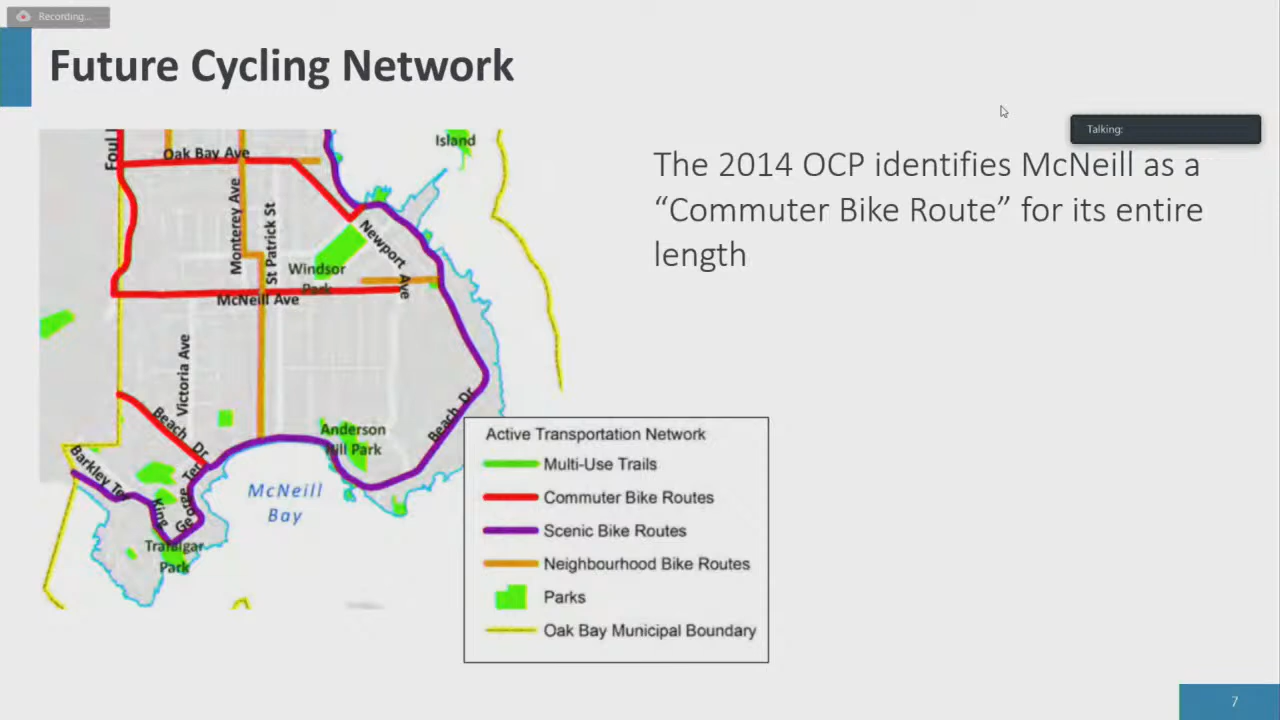 Recording...
Future Cycling Network
Talking:
The 2014 OCP identifies McNeill as a
“Commuter Bike Route” for its entire
length
Island
Foul
Oak Bay Ave
Monterey Ave
St Patrick St
Newport Ave
Windsor
Park
McNeill Ave
Victoria Ave
Beach Dr
Beach Dr
Anderson
Hill Park
Barkley Ter
King George Ter
McNeill
Bay
Trafalgar
Park
Active Transportation Network
Multi-Use Trails
Commuter Bike Routes
Scenic Bike Routes
Neighbourhood Bike Routes
Parks
Oak Bay Municipal Boundary
7